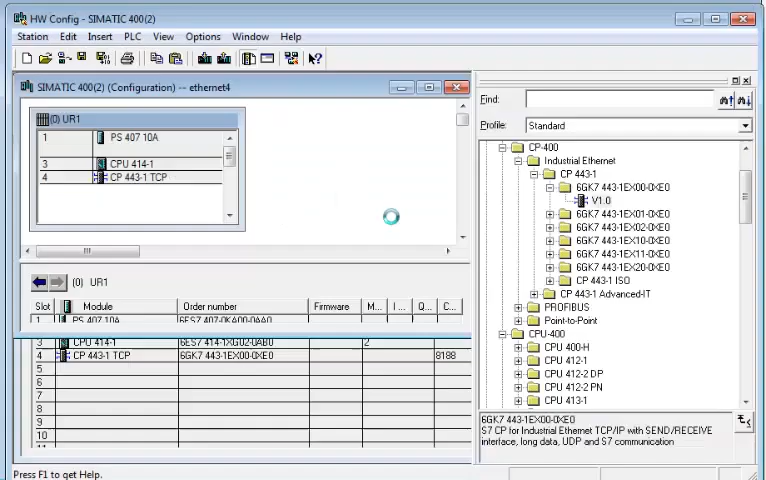 HW Config - SIMATIC 400(2)
Station Edit Insert PLC View Options Window Help
SIMATIC 400(2) (Configuration) -- ethernet4
(0) UR1
1 PS 407 10A
3 CPU 414-1
4 CP 443-1 TCP
(0) UR1
Slot Module Order number Firmware M... I ... Q... C...
1 PS 407 10A 6ES7 407-0KA00-0AA0
3 CPU 414-1 6ES7 414-1XG02-0AB0 2
4 CP 443-1 TCP 6GK7 443-1EX00-0XE0 8188
5
6
7
8
9
10
11
Find:
Profile: Standard
CP-400
Industrial Ethernet
CP 443-1
6GK7 443-1EX00-0XE0
V1.0
6GK7 443-1EX01-0XE0
6GK7 443-1EX10-0XE0
6GK7 443-1EX11-0XE0
6GK7 443-1EX20-0XE0
CP 443-1 ISO
CP 443-1 Advanced-IT
PROFIBUS
Point-to-Point
CPU-400
CPU 400-H
CPU 412-1
CPU 412-2 DP
CPU 412-2 PN
CPU 413-1
6GK7 443-1EX00-0XE0
S7 CP for Industrial Ethernet TCP/IP with SEND/RECEIVE
interface, long data, UDP and S7 communication
Press F1 to get Help.